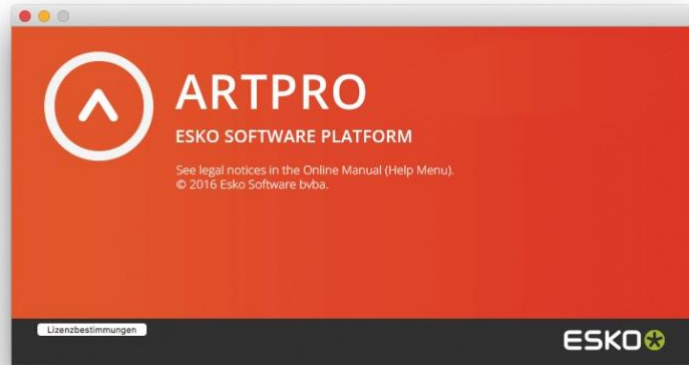 ARTPRO
ESKO SOFTWARE PLATFORM
See legal notices in the Online Manual (Help Menu).
© 2016 Esko Software bvba.
Lizenzbestimmungen
ESKO